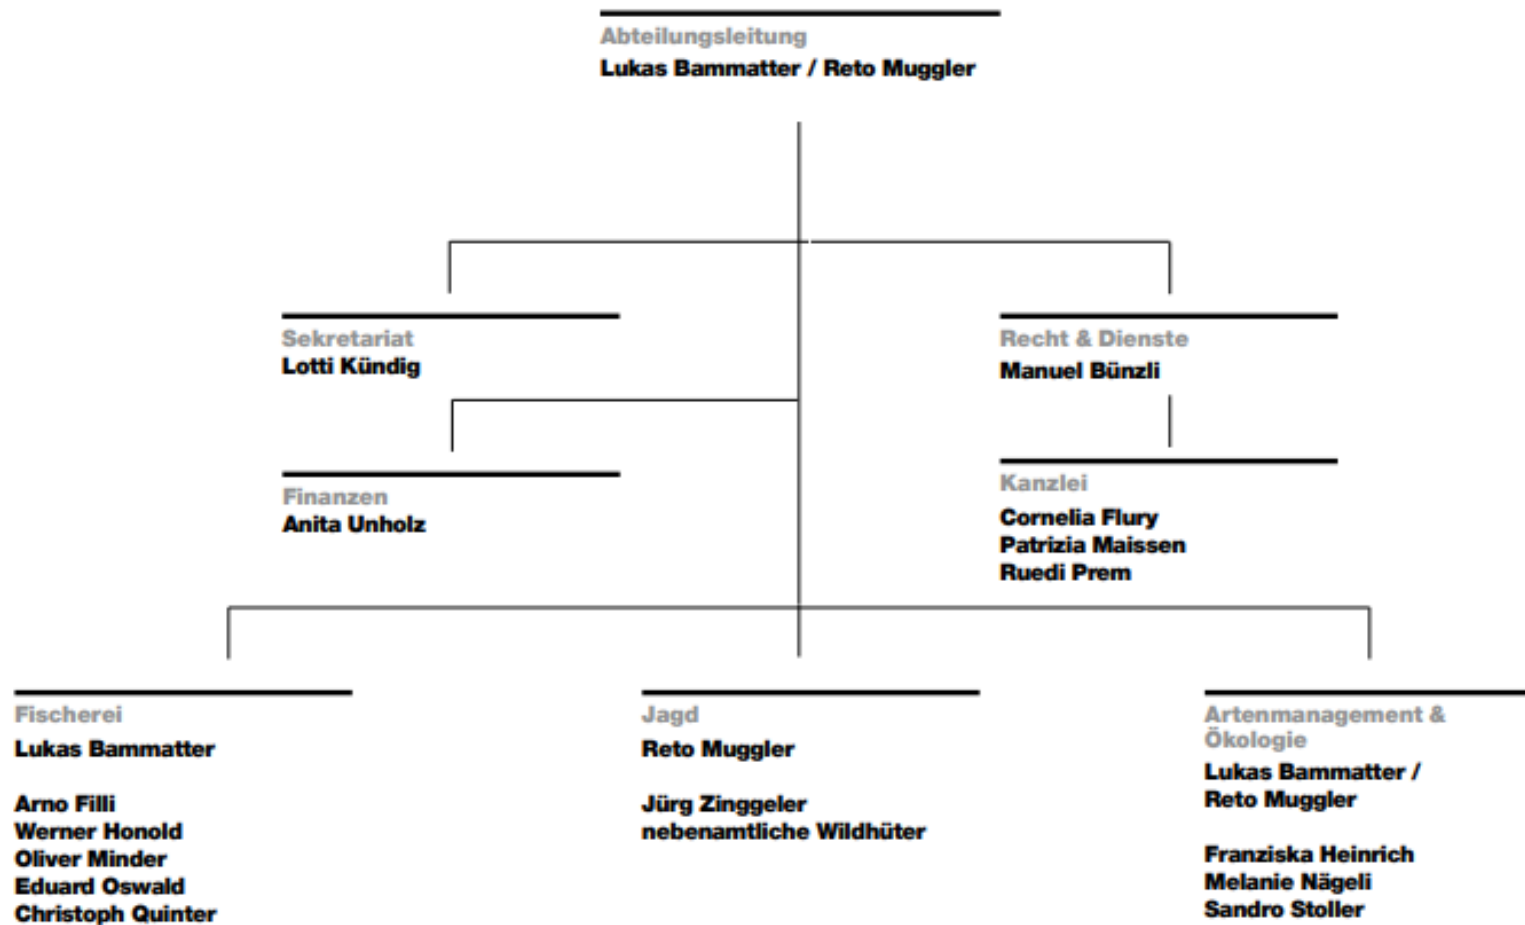 Abteilungsleitung
Lukas Bammatter / Reto Muggler
Sekretariat
Lotti Kündig
Recht & Dienste
Manuel Bünzli
Finanzen
Anita Unholz
Kanzlei
Cornelia Flury
Patrizia Maissen
Ruedi Prem
Fischerei
Lukas Bammatter
Arno Filli
Werner Honold
Oliver Minder
Eduard Oswald
Christoph Quinter
Jagd
Reto Muggler
Jürg Zinggeler
nebenamtliche Wildhüter
Artenmanagement &
Ökologie
Lukas Bammatter /
Reto Muggler
Franziska Heinrich
Melanie Nägeli
Sandro Stoller